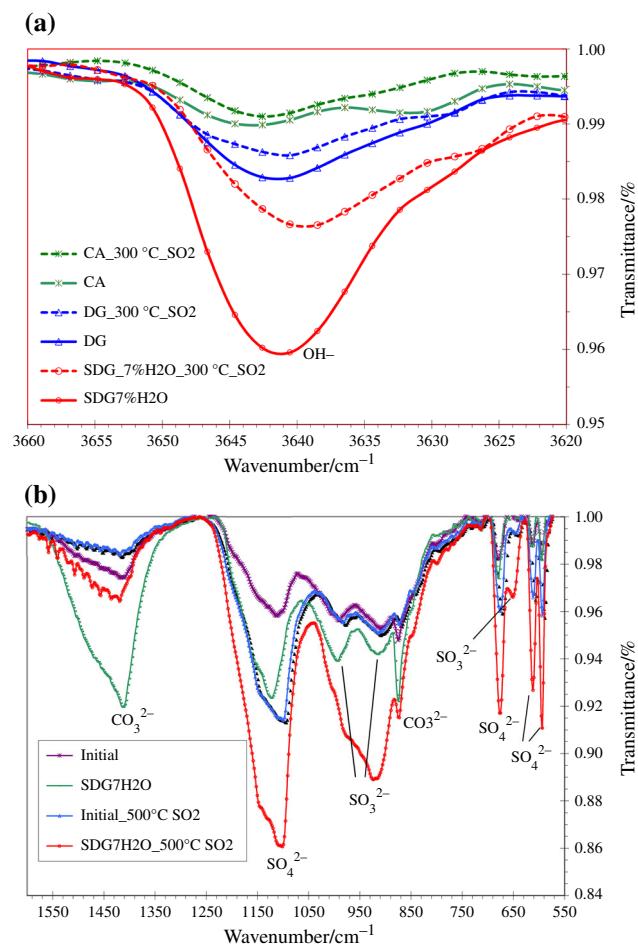 (a)
1.00
0.99
0.98
0.97
0.96
0.95
Transmittance/%
CA_300 °C_SO2
CA
DG_300 °C_SO2
DG
SDG_7%H2O_300 °C_SO2
SDG7%H2O
OH–
3660 3655 3650 3645 3640 3635 3630 3625 3620
Wavenumber/cm⁻¹
(b)
1.00
0.98
0.96
0.94
0.92
0.90
0.88
0.86
0.84
Transmittance/%
CO₃²⁻
SO₄²⁻
SO₃²⁻
CO3²⁻
SO₃²⁻
SO₄²⁻
SO₄²⁻
Initial
SDG7H2O
Initial_500°C SO2
SDG7H2O_500°C SO2
1550 1450 1350 1250 1150 1050 950 850 750 650 550
Wavenumber/cm⁻¹